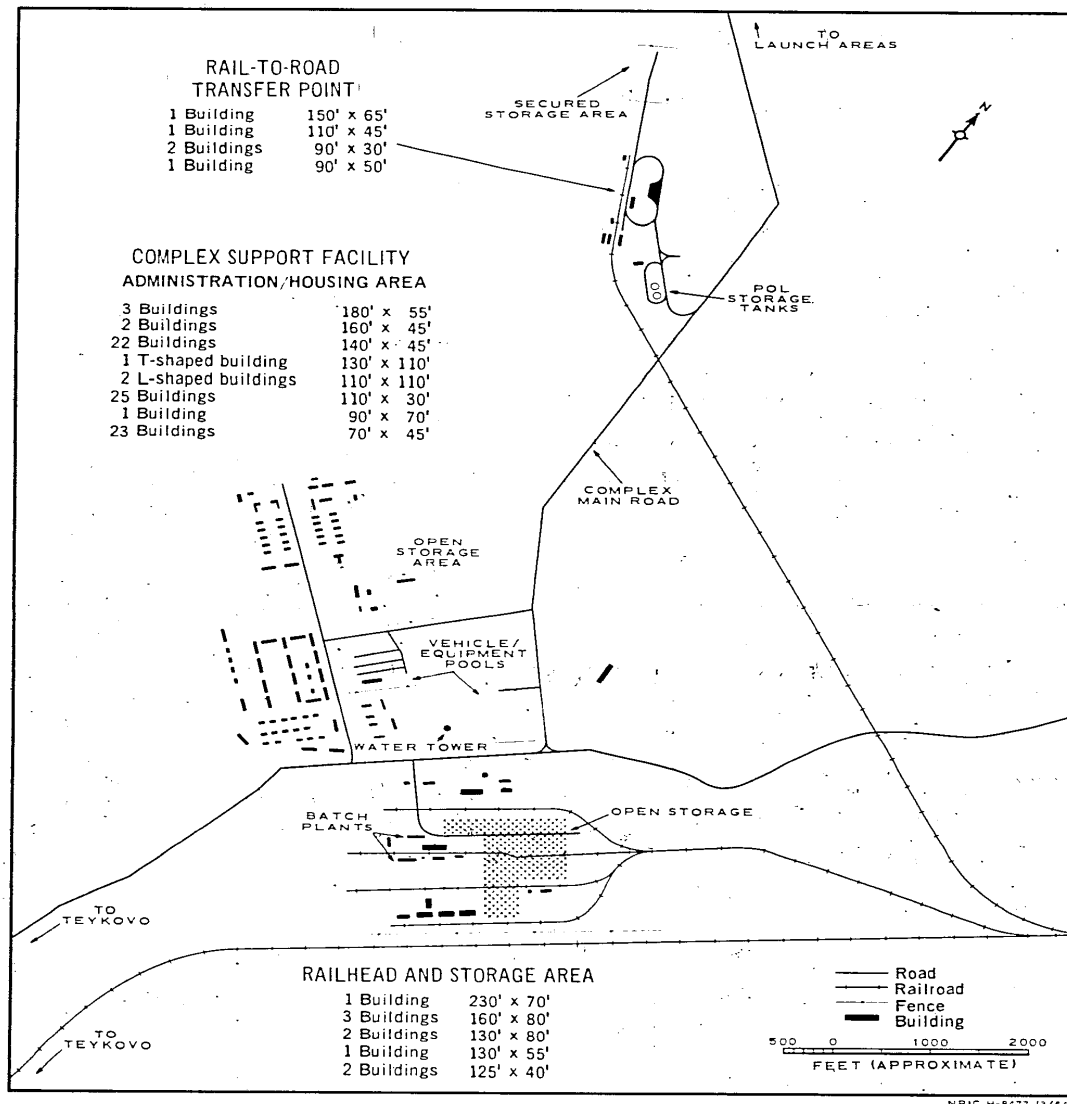 TO
LAUNCH AREAS
RAIL-TO-ROAD
TRANSFER POINT
1 Building 150' x 65'
1 Building 110' x 45'
2 Buildings 90' x 30'
1 Building 90' x 50'
SECURED
STORAGE AREA
N
COMPLEX SUPPORT FACILITY
ADMINISTRATION/HOUSING AREA
3 Buildings 180' x 55'
2 Buildings 160' x 45'
22 Buildings 140' x 45'
1 T-shaped building 130' x 110'
2 L-shaped buildings 110' x 110'
25 Buildings 110' x 30'
1 Building 90' x 70'
23 Buildings 70' x 45'
POL
STORAGE
TANKS
COMPLEX
MAIN ROAD
OPEN
STORAGE
AREA
VEHICLE/
EQUIPMENT
POOLS
WATER TOWER
BATCH
PLANTS
OPEN STORAGE
TO
TEYKOVO
TO
TEYKOVO
RAILHEAD AND STORAGE AREA
1 Building 230' x 70'
3 Buildings 160' x 80'
2 Buildings 130' x 80'
1 Building 130' x 55'
2 Buildings 125' x 40'
Road
Railroad
Fence
Building
500 0 1000 2000
FEET (APPROXIMATE)